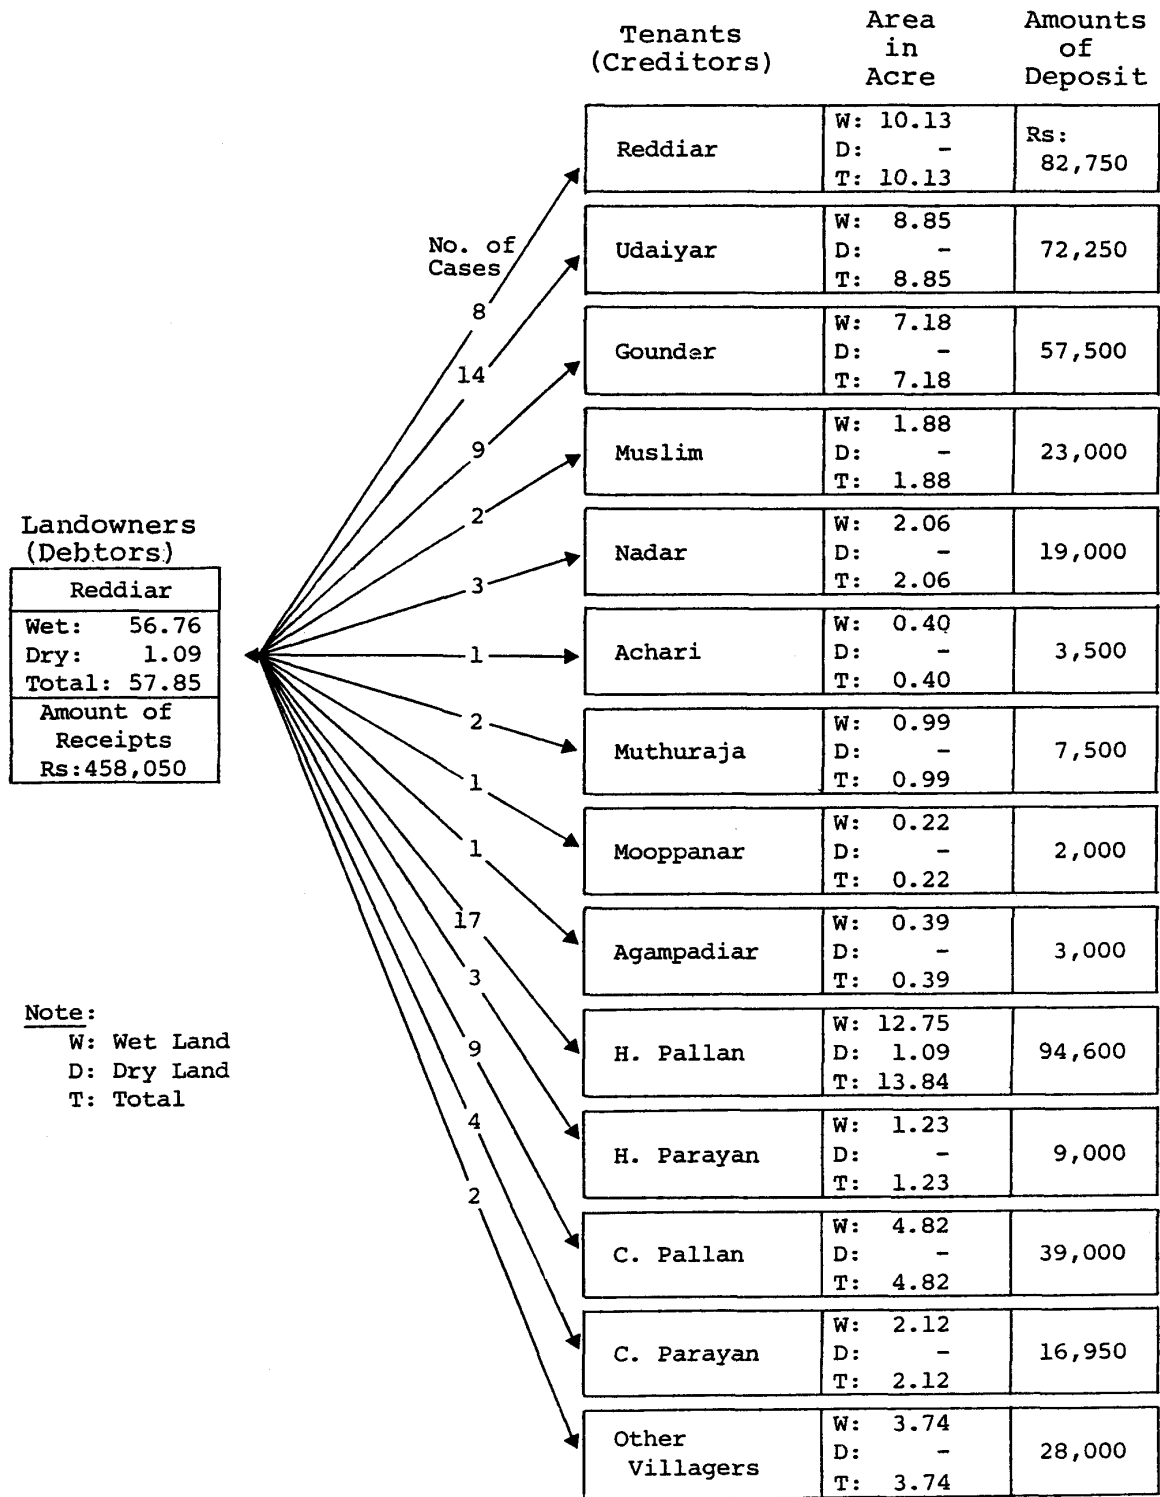 Tenants
(Creditors)
Area
in
Acre
Amounts
of
Deposit
Reddiar
W: 10.13
D: -
T: 10.13
Rs:
82,750
Udaiyar
W: 8.85
D: -
T: 8.85
72,250
Gounder
W: 7.18
D: -
T: 7.18
57,500
Muslim
W: 1.88
D: -
T: 1.88
23,000
Nadar
W: 2.06
D: -
T: 2.06
19,000
Achari
W: 0.40
D: -
T: 0.40
3,500
Muthuraja
W: 0.99
D: -
T: 0.99
7,500
Mooppanar
W: 0.22
D: -
T: 0.22
2,000
Agampadiar
W: 0.39
D: -
T: 0.39
3,000
H. Pallan
W: 12.75
D: 1.09
T: 13.84
94,600
H. Parayan
W: 1.23
D: -
T: 1.23
9,000
C. Pallan
W: 4.82
D: -
T: 4.82
39,000
C. Parayan
W: 2.12
D: -
T: 2.12
16,950
Other
Villagers
W: 3.74
D: -
T: 3.74
28,000
No. of
Cases
8
14
9
2
3
1
2
1
1
17
3
9
4
2
Landowners
(Debtors)
Reddiar
Wet: 56.76
Dry: 1.09
Total: 57.85
Amount of
Receipts
Rs:458,050
Note:
W: Wet Land
D: Dry Land
T: Total